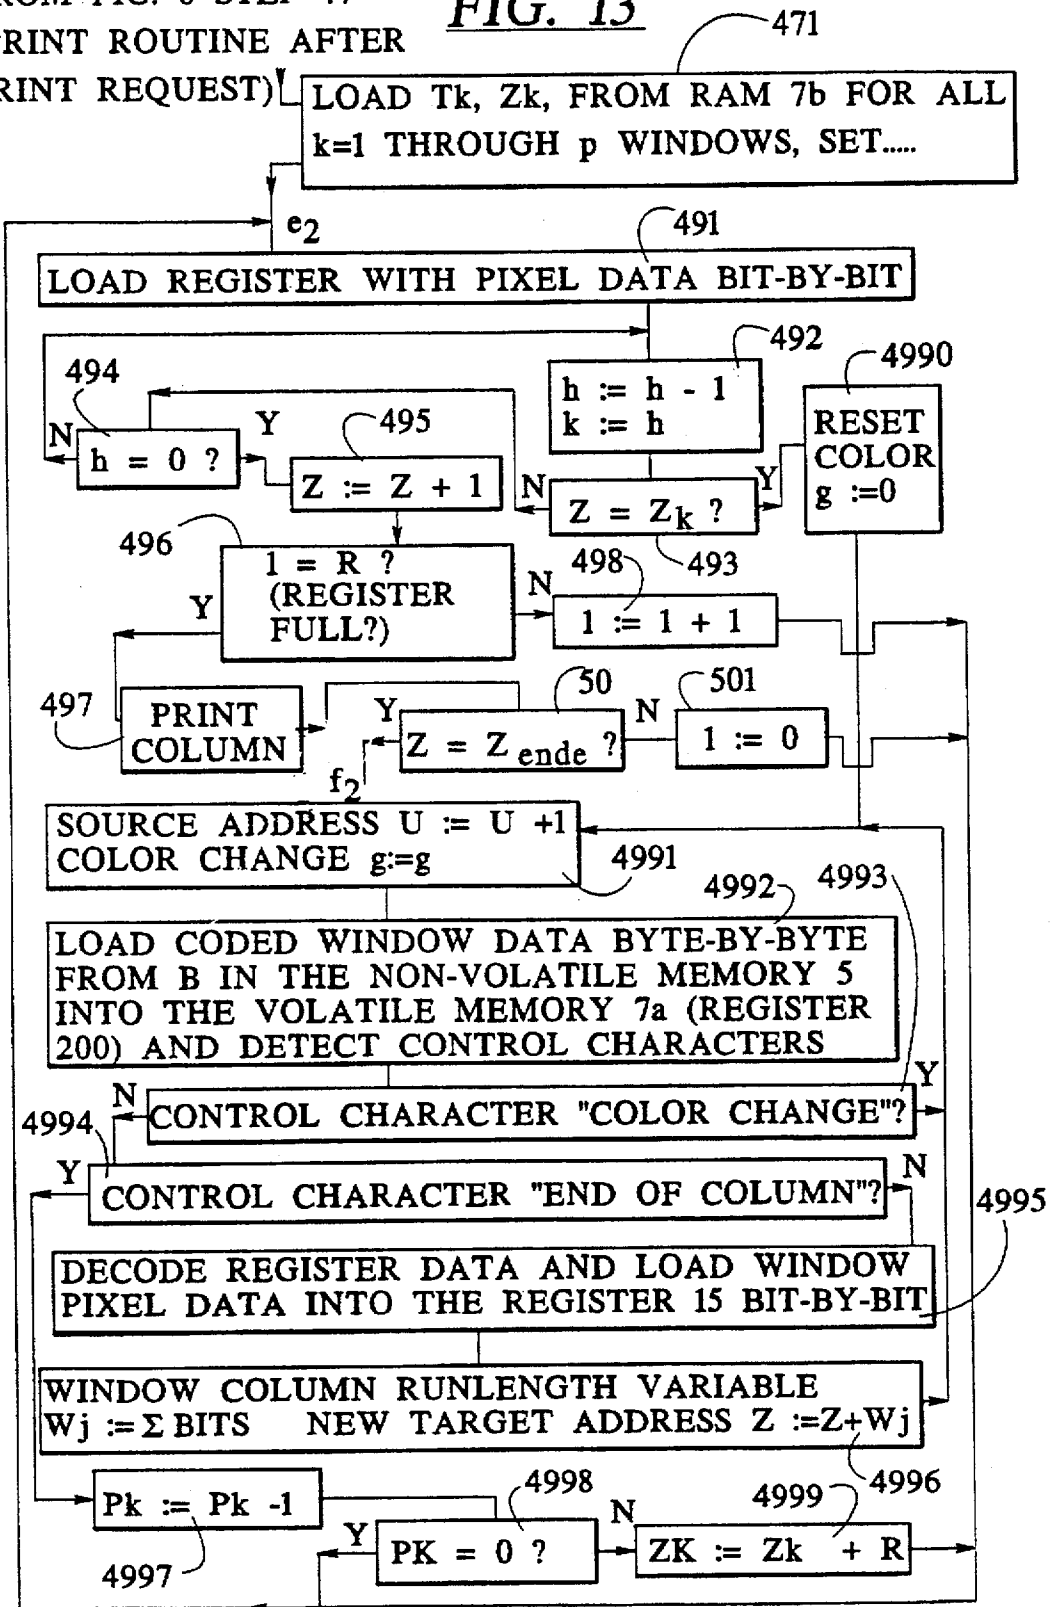 FIG. 13
RINT ROUTINE AFTER
RINT REQUEST)
471
LOAD Tk, Zk, FROM RAM 7b FOR ALL
k=1 THROUGH p WINDOWS, SET.....
e2
491
LOAD REGISTER WITH PIXEL DATA BIT-BY-BIT
492
h := h - 1
k := h
4990
RESET
COLOR
g :=0
494
N
h = 0 ?
Y
495
Z := Z + 1
N
Z = Zk ?
Y
493
496
1 = R ?
(REGISTER
FULL?)
Y
N
498
1 := 1 + 1
497
PRINT
COLUMN
50
Y
Z = Zende ?
N
f2
501
1 := 0
SOURCE ADDRESS U := U +1
COLOR CHANGE g:=g
4991
4992
4993
LOAD CODED WINDOW DATA BYTE-BY-BYTE
FROM B IN THE NON-VOLATILE MEMORY 5
INTO THE VOLATILE MEMORY 7a (REGISTER
200) AND DETECT CONTROL CHARACTERS
N
CONTROL CHARACTER "COLOR CHANGE"?
Y
4994
Y
CONTROL CHARACTER "END OF COLUMN"?
N
4995
DECODE REGISTER DATA AND LOAD WINDOW
PIXEL DATA INTO THE REGISTER 15 BIT-BY-BIT
WINDOW COLUMN RUNLENGTH VARIABLE
Wj := Σ BITS NEW TARGET ADDRESS Z :=Z+Wj
4996
Pk := Pk -1
4997
4998
Y
PK = 0 ?
N
4999
ZK := Zk + R